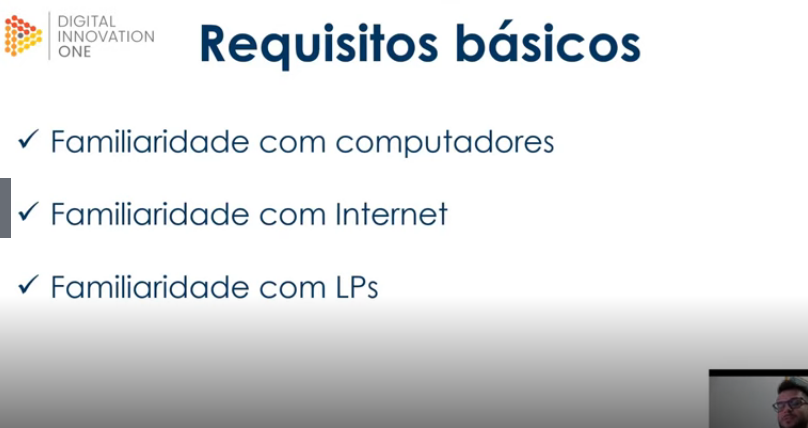 DIGITAL
INNOVATION
ONE
Requisitos básicos
✓ Familiaridade com computadores
✓ Familiaridade com Internet
✓ Familiaridade com LPs